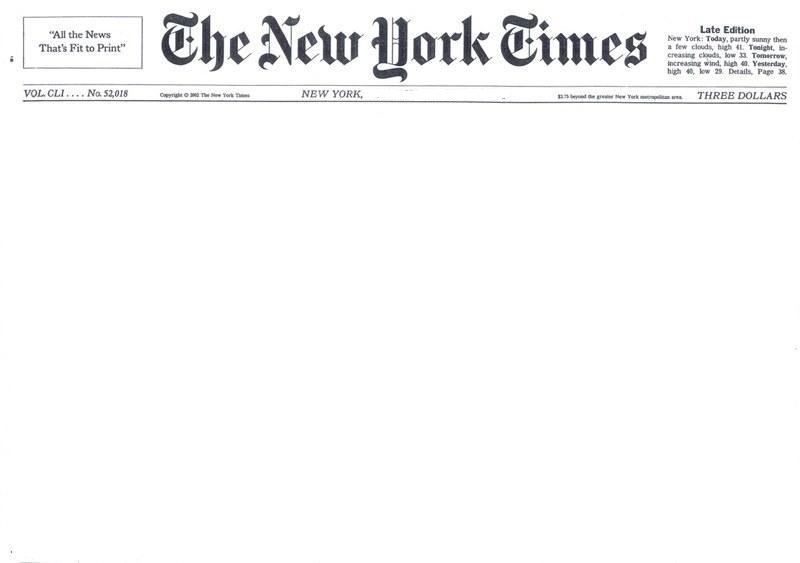 "All the News
That's Fit to Print"
The New York Times
Late Edition
New York: Today, partly sunny then
a few clouds, high 41. Tonight, in-
creasing clouds, low 33. Tomorrow,
increasing wind, high 40. Yesterday,
high 40, low 29. Details, Page 38.
VOL. CLI . . . . No. 52,018
Copyright © 2002 The New York Times
NEW YORK,
$3.75 beyond the greater New York metropolitan area.
THREE DOLLARS